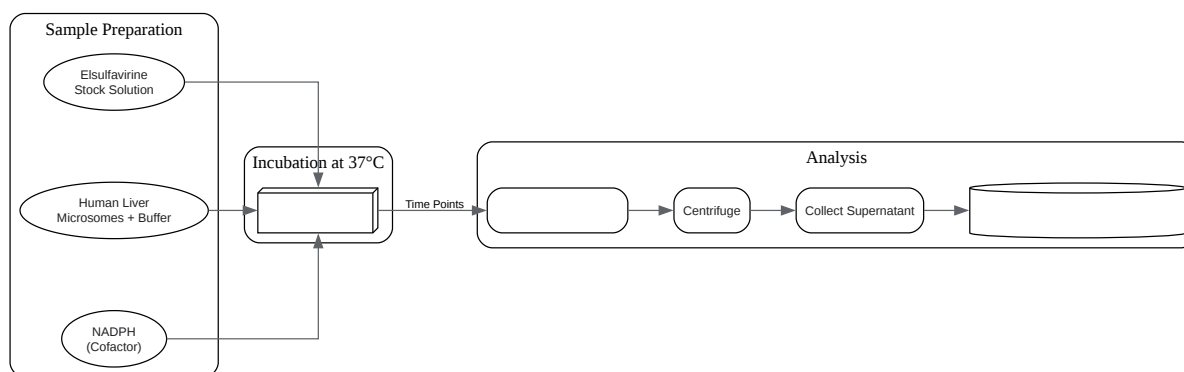 Sample Preparation
Elsulfavirine
Stock Solution
Human Liver
Microsomes + Buffer
NADPH
(Cofactor)
Incubation at 37°C
Time Points
Analysis
Centrifuge
Collect Supernatant